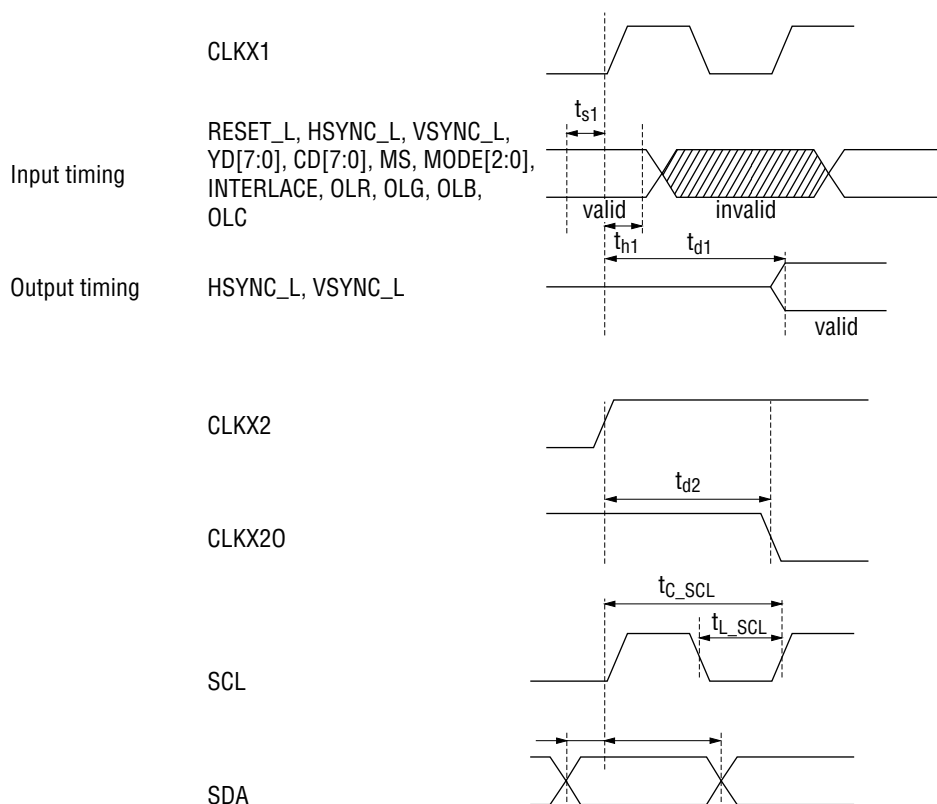 CLKX1
t_s1
Input timing
RESET_L, HSYNC_L, VSYNC_L,
YD[7:0], CD[7:0], MS, MODE[2:0],
INTERLACE, OLR, OLG, OLB,
OLC
valid
invalid
t_h1
t_d1
Output timing
HSYNC_L, VSYNC_L
valid
CLKX2
t_d2
CLKX2O
t_C_SCL
t_L_SCL
SCL
SDA